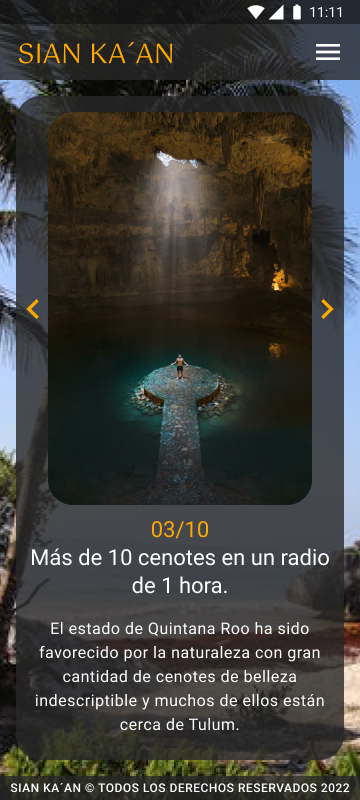 11:11
SIAN KA´AN
03/10
Más de 10 cenotes en un radio
de 1 hora.
El estado de Quintana Roo ha sido
favorecido por la naturaleza con gran
cantidad de cenotes de belleza
indescriptible y muchos de ellos están
cerca de Tulum.
SIAN KA´AN © TODOS LOS DERECHOS RESERVADOS 2022